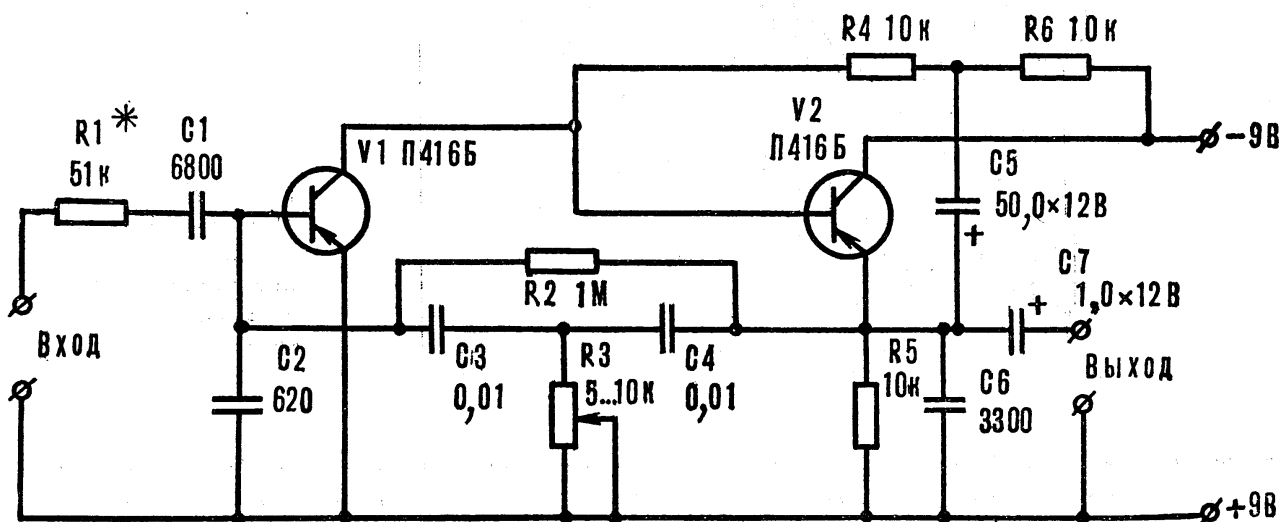 R4 10к
R6 10к
R1 *
51к
C1
6800
V1 П416Б
V2
П416Б
-9В
C5
50,0×12В
+
R2 1М
C7
1,0×12В
+
Вход
C2
620
C3
0,01
R3
5...10к
C4
0,01
R5
10к
C6
3300
Выход
+9В